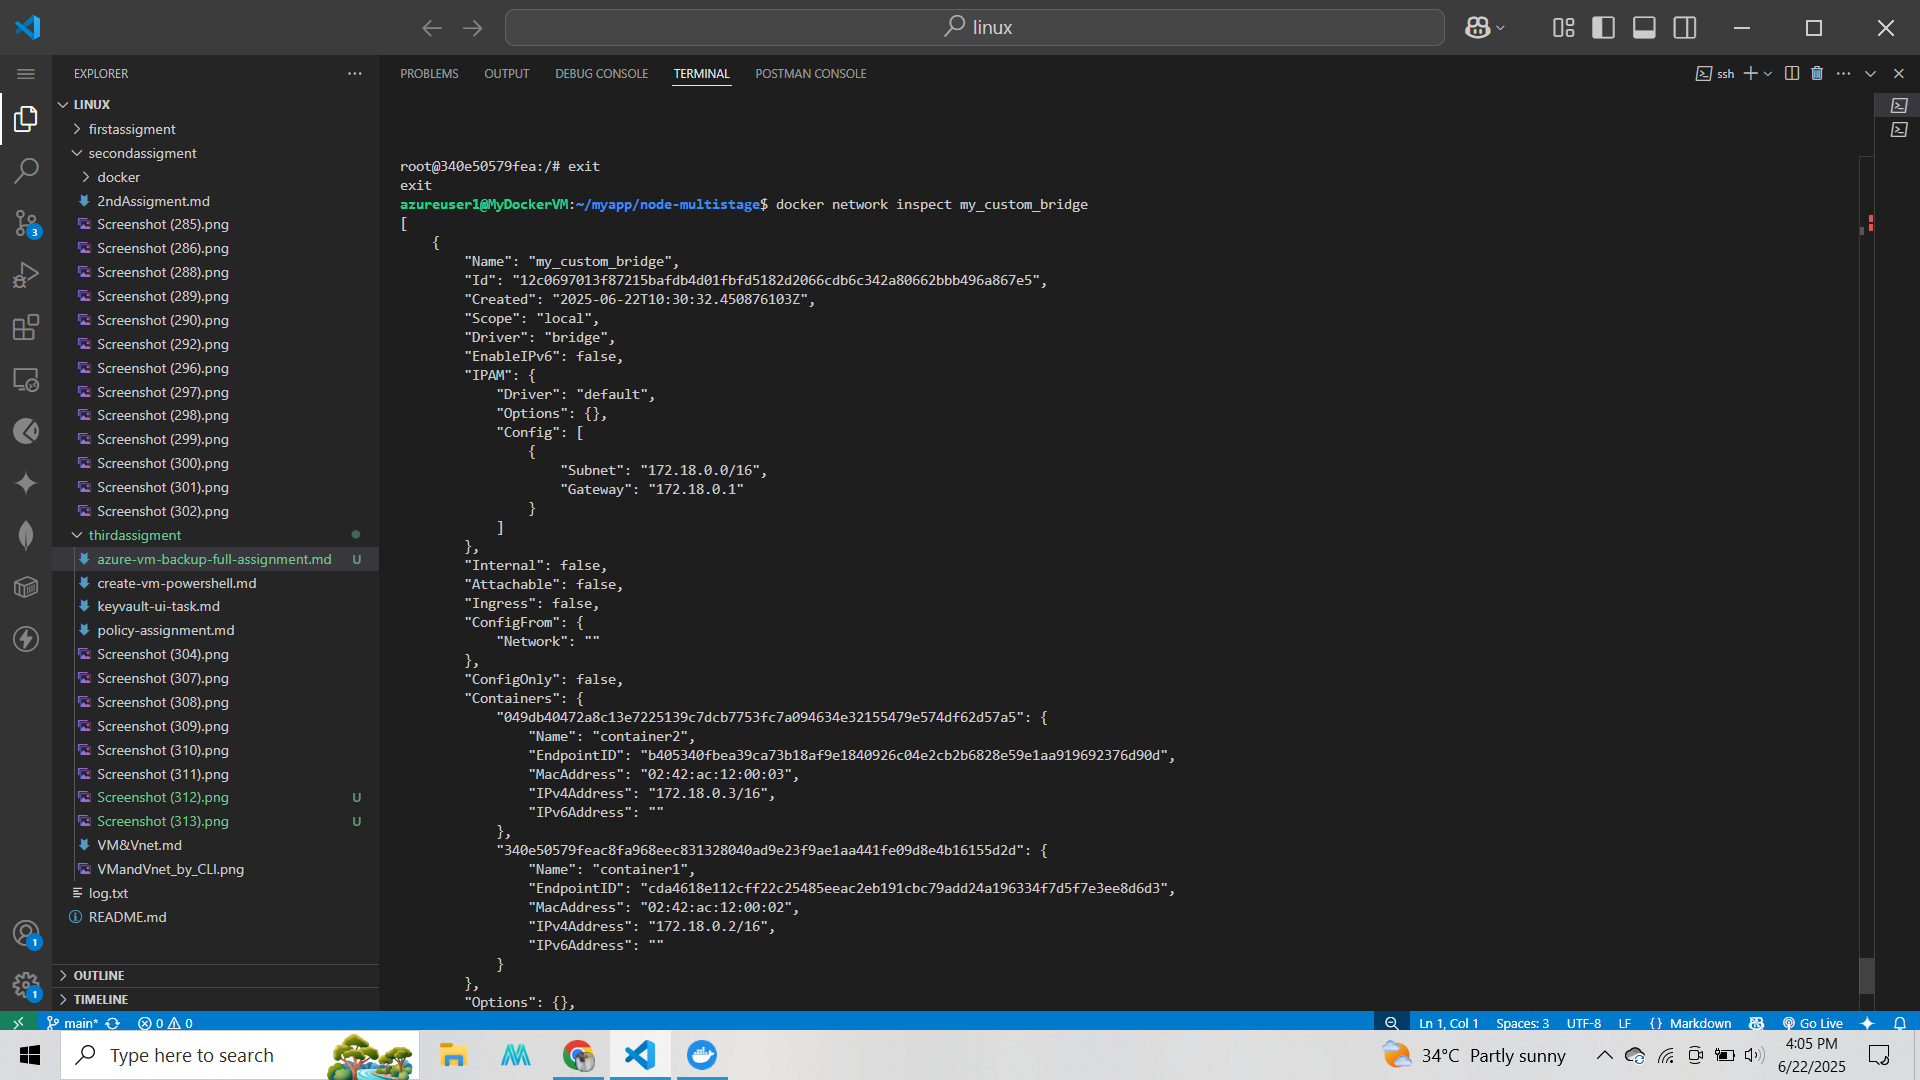 linux
EXPLORER
PROBLEMS OUTPUT DEBUG CONSOLE TERMINAL POSTMAN CONSOLE
ssh
LINUX
firstassigment
secondassigment
docker
2ndAssigment.md
Screenshot (285).png
Screenshot (286).png
Screenshot (288).png
Screenshot (289).png
Screenshot (290).png
Screenshot (292).png
Screenshot (296).png
Screenshot (297).png
Screenshot (298).png
Screenshot (299).png
Screenshot (300).png
Screenshot (301).png
Screenshot (302).png
thirdassigment
azure-vm-backup-full-assignment.md U
create-vm-powershell.md
keyvault-ui-task.md
policy-assignment.md
Screenshot (304).png
Screenshot (307).png
Screenshot (308).png
Screenshot (309).png
Screenshot (310).png
Screenshot (311).png
Screenshot (312).png U
Screenshot (313).png U
VM&Vnet.md
VMandVnet_by_CLI.png
log.txt
README.md
OUTLINE
TIMELINE
3
1
1
root@340e50579fea:/# exit
exit
azureuser1@MyDockerVM:~/myapp/node-multistage$ docker network inspect my_custom_bridge
[
    {
        "Name": "my_custom_bridge",
        "Id": "12c0697013f87215bafdb4d01fbfd5182d2066cdb6c342a80662bbb496a867e5",
        "Created": "2025-06-22T10:30:32.450876103Z",
        "Scope": "local",
        "Driver": "bridge",
        "EnableIPv6": false,
        "IPAM": {
            "Driver": "default",
            "Options": {},
            "Config": [
                {
                    "Subnet": "172.18.0.0/16",
                    "Gateway": "172.18.0.1"
                }
            ]
        },
        "Internal": false,
        "Attachable": false,
        "Ingress": false,
        "ConfigFrom": {
            "Network": ""
        },
        "ConfigOnly": false,
        "Containers": {
            "049db40472a8c13e7225139c7dcb7753fc7a094634e32155479e574df62d57a5": {
                "Name": "container2",
                "EndpointID": "b405340fbea39ca73b18af9e1840926c04e2cb2b6828e59e1aa919692376d90d",
                "MacAddress": "02:42:ac:12:00:03",
                "IPv4Address": "172.18.0.3/16",
                "IPv6Address": ""
            },
            "340e50579feac8fa968eec831328040ad9e23f9ae1aa441fe09d8e4b16155d2d": {
                "Name": "container1",
                "EndpointID": "cda4618e112cff22c25485eeac2eb191cbc79add24a196334f7d5f7e3ee8d6d3",
                "MacAddress": "02:42:ac:12:00:02",
                "IPv4Address": "172.18.0.2/16",
                "IPv6Address": ""
            }
        },
        "Options": {},
main* 0 0 Ln 1, Col 1 Spaces: 3 UTF-8 LF {} Markdown Go Live
Type here to search
34°C Partly sunny
4:05 PM
6/22/2025